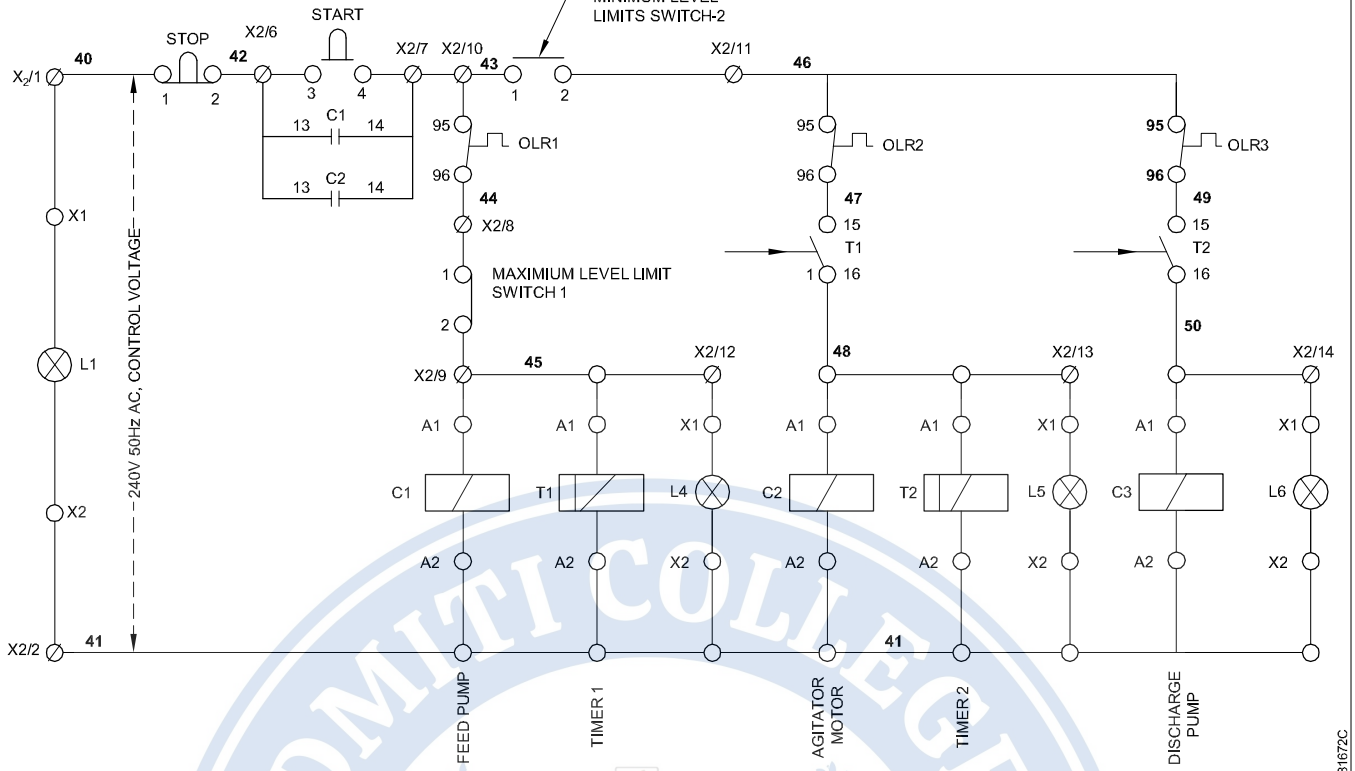 MINIMUM LEVEL
LIMITS SWITCH-2
START
STOP
X2/6
X2/7
X2/10
X2/11
40
42
43
46
X2/1
1
2
3
4
1
2
13
C1
14
13
C2
14
95
OLR1
96
95
OLR2
96
95
OLR3
96
44
47
49
X2/8
15
T1
1
16
15
T2
16
X1
240V 50Hz AC, CONTROL VOLTAGE
1
MAXIMIUM LEVEL LIMIT
SWITCH 1
2
50
L1
X2/9
45
X2/12
48
X2/13
X2/14
A1
A1
X1
A1
A1
X1
A1
X1
C1
T1
L4
C2
T2
L5
C3
L6
X2
A2
A2
X2
A2
A2
X2
A2
X2
X2/2
41
41
FEED PUMP
TIMER 1
AGITATOR
MOTOR
TIMER 2
DISCHARGE
PUMP
OMITI COLLEGE
31672C